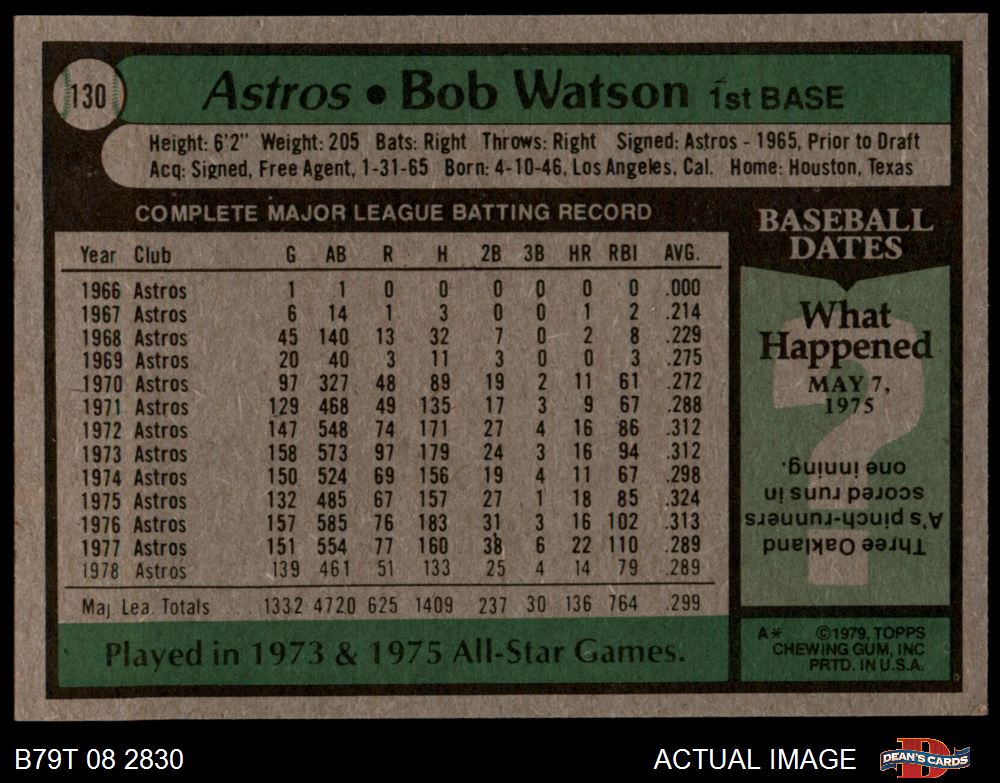 130
Astros • Bob Watson 1st BASE
Height: 6'2" Weight: 205 Bats: Right Throws: Right Signed: Astros - 1965, Prior to Draft
Acq: Signed, Free Agent, 1-31-65 Born: 4-10-46, Los Angeles, Cal. Home: Houston, Texas
COMPLETE MAJOR LEAGUE BATTING RECORD
Year Club G AB R H 2B 3B HR RBI AVG.
1966 Astros 1 1 0 0 0 0 0 0 .000
1967 Astros 6 14 1 3 0 0 1 2 .214
1968 Astros 45 140 13 32 7 0 2 8 .229
1969 Astros 20 40 3 11 3 0 0 3 .275
1970 Astros 97 327 48 89 19 2 11 61 .272
1971 Astros 129 468 49 135 17 3 9 67 .288
1972 Astros 147 548 74 171 27 4 16 86 .312
1973 Astros 158 573 97 179 24 3 16 94 .312
1974 Astros 150 524 69 156 19 4 11 67 .298
1975 Astros 132 485 67 157 27 1 18 85 .324
1976 Astros 157 585 76 183 31 3 16 102 .313
1977 Astros 151 554 77 160 38 6 22 110 .289
1978 Astros 139 461 51 133 25 4 14 79 .289
Maj. Lea. Totals 1332 4720 625 1409 237 30 136 764 .299
Played in 1973 & 1975 All-Star Games.
BASEBALL
DATES
What
Happened
MAY 7,
1975
?
Three Oakland
A's pinch-runners
scored runs in
one inning.
A* ©1979, TOPPS
CHEWING GUM, INC
PRTD. IN U.S.A.
B79T 08 2830
ACTUAL IMAGE
D
DEAN'S CARDS